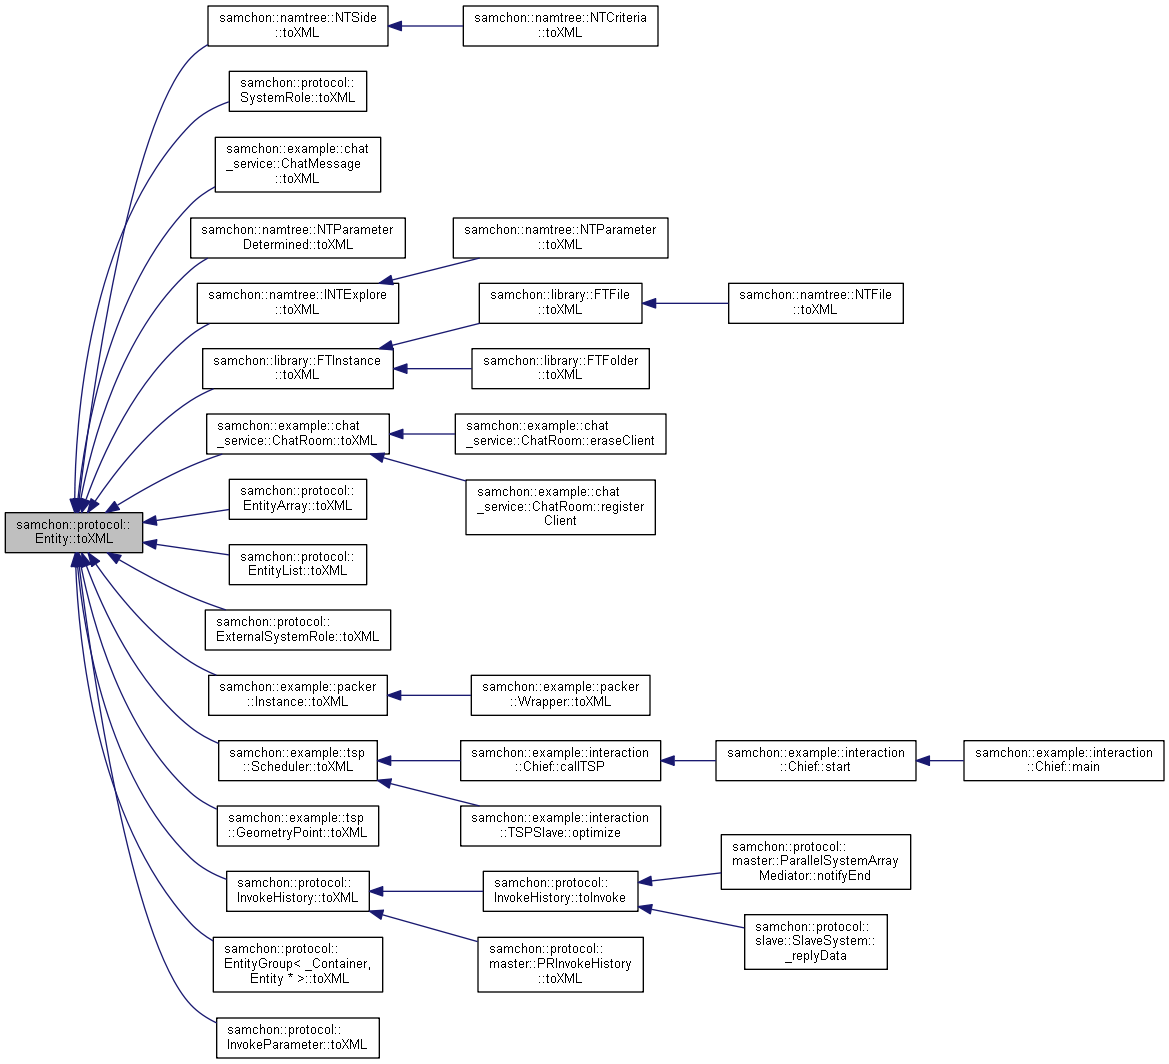 samchon::namtree::NTSide
::toXML
samchon::namtree::NTCriteria
::toXML
samchon::protocol::
SystemRole::toXML
samchon::example::chat
_service::ChatMessage
::toXML
samchon::namtree::NTParameter
Determined::toXML
samchon::namtree::NTParameter
::toXML
samchon::namtree::INTExplore
::toXML
samchon::library::FTFile
::toXML
samchon::namtree::NTFile
::toXML
samchon::library::FTInstance
::toXML
samchon::library::FTFolder
::toXML
samchon::example::chat
_service::ChatRoom::toXML
samchon::example::chat
_service::ChatRoom::eraseClient
samchon::protocol::
EntityArray::toXML
samchon::example::chat
_service::ChatRoom::register
Client
samchon::protocol::
Entity::toXML
samchon::protocol::
EntityList::toXML
samchon::protocol::
ExternalSystemRole::toXML
samchon::example::packer
::Instance::toXML
samchon::example::packer
::Wrapper::toXML
samchon::example::tsp
::Scheduler::toXML
samchon::example::interaction
::Chief::callTSP
samchon::example::interaction
::Chief::start
samchon::example::interaction
::Chief::main
samchon::example::tsp
::GeometryPoint::toXML
samchon::example::interaction
::TSPSlave::optimize
samchon::protocol::
InvokeHistory::toXML
samchon::protocol::
InvokeHistory::toInvoke
samchon::protocol::
master::ParallelSystemArray
Mediator::notifyEnd
samchon::protocol::
slave::SlaveSystem::
_replyData
samchon::protocol::
EntityGroup< _Container,
Entity * >::toXML
samchon::protocol::
master::PRInvokeHistory
::toXML
samchon::protocol::
InvokeParameter::toXML